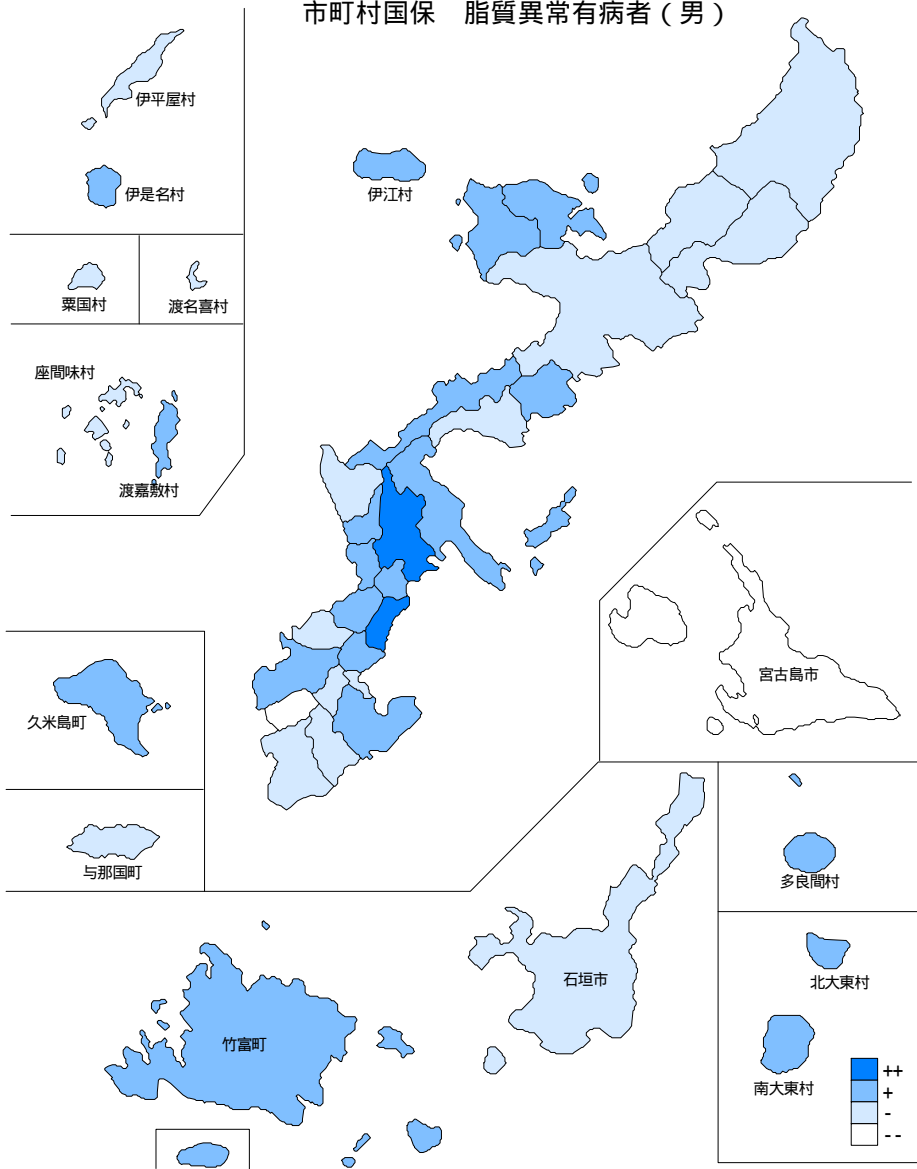 市町村国保　脂質異常有病者（男）
伊平屋村
伊是名村
伊江村
粟国村
渡名喜村
座間味村
渡嘉敷村
宮古島市
久米島町
与那国町
多良間村
石垣市
北大東村
竹富町
南大東村
++
+
-
--